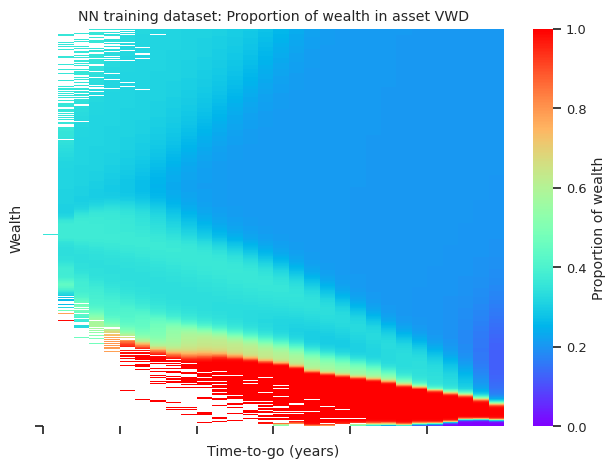 NN training dataset: Proportion of wealth in asset VWD
Wealth
Time-to-go (years)
1.0
0.8
0.6
0.4
0.2
0.0
Proportion of wealth